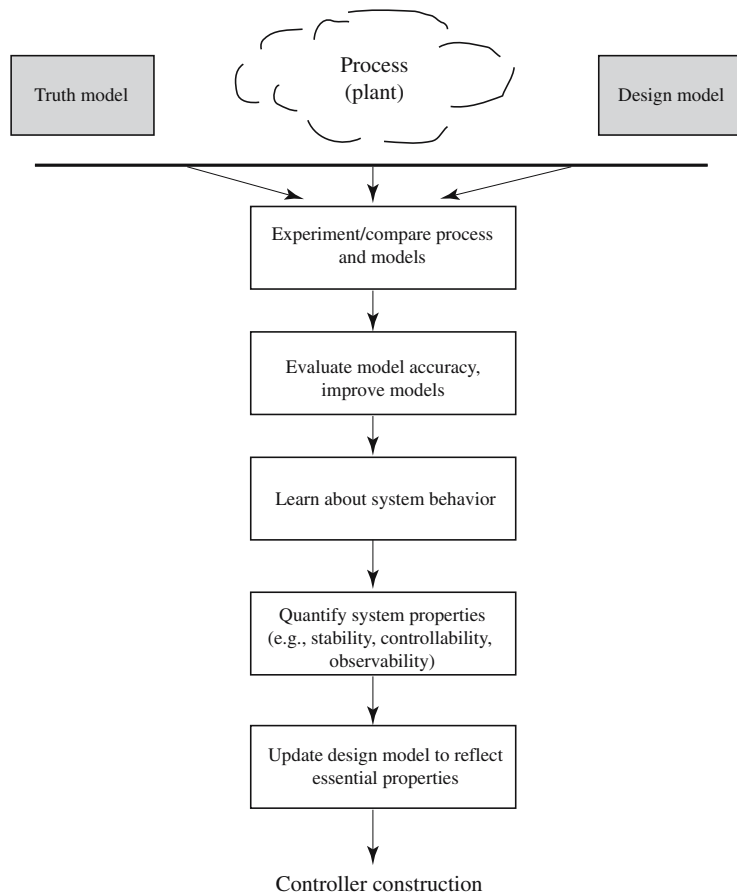 Truth model
Process
(plant)
Design model
Experiment/compare process
and models
Evaluate model accuracy,
improve models
Learn about system behavior
Quantify system properties
(e.g., stability, controllability,
observability)
Update design model to reflect
essential properties
Controller construction